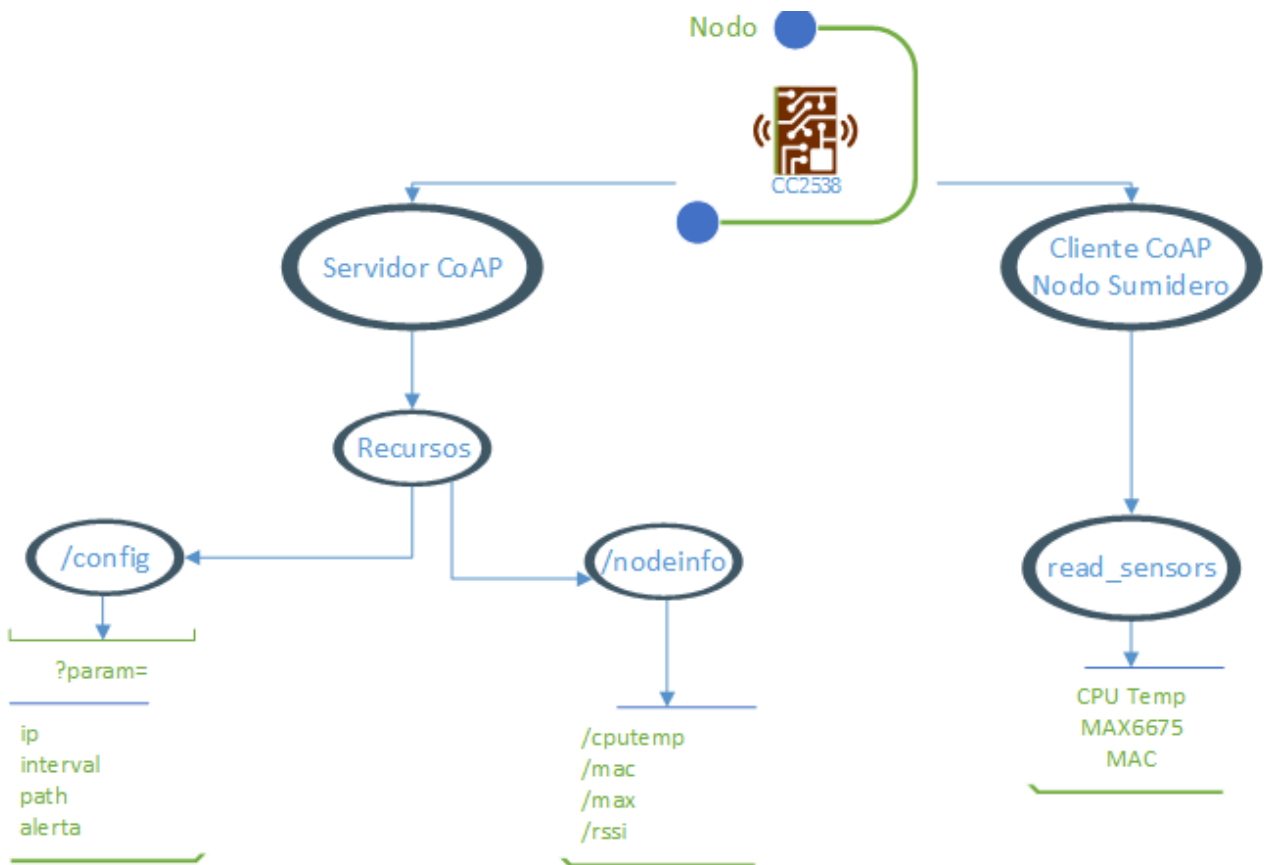 Nodo
CC2538
Servidor CoAP
Cliente CoAP
Nodo Sumidero
Recursos
/config
/nodeinfo
read_sensors
?param=
ip
interval
path
alerta
/cputemp
/mac
/max
/rssi
CPU Temp
MAX6675
MAC